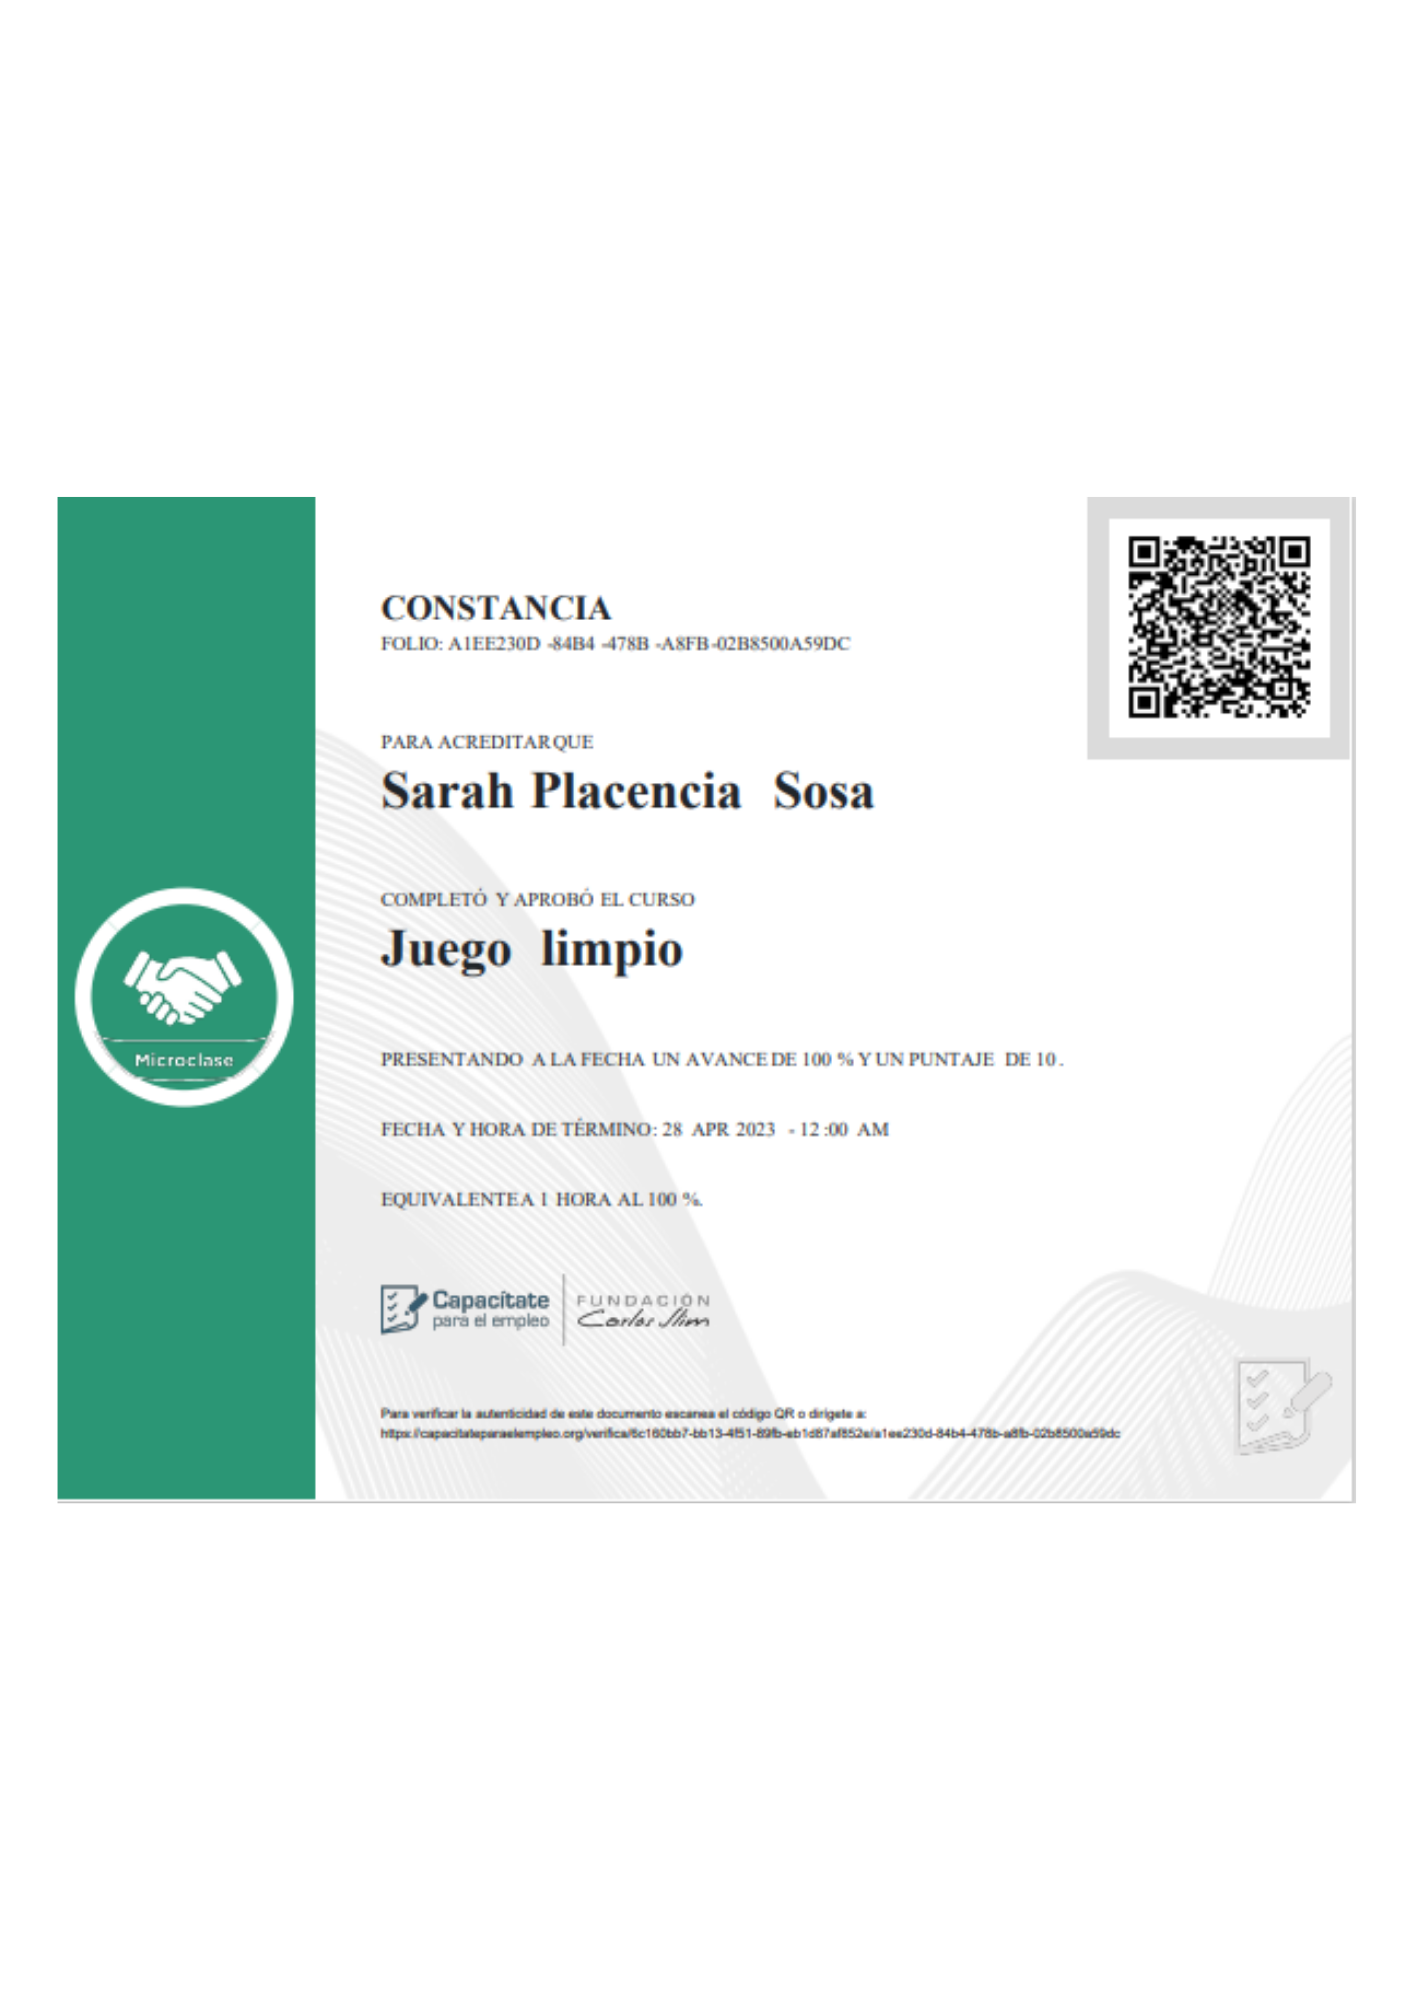 CONSTANCIA
FOLIO: A1EE230D -84B4 -478B -A8FB-02B8500A59DC
PARA ACREDITAR QUE
Sarah Placencia Sosa
COMPLETÓ Y APROBÓ EL CURSO
Juego limpio
Microclase
PRESENTANDO A LA FECHA UN AVANCE DE 100 % Y UN PUNTAJE DE 10 .
FECHA Y HORA DE TÉRMINO: 28 APR 2023 - 12 :00 AM
EQUIVALENTE A 1 HORA AL 100 %.
Capacítate
para el empleo
FUNDACIÓN
Carlos Slim
Para verificar la autenticidad de este documento escanea el código QR o dirígete a:
https://capacitateparaelempleo.org/verifica/6c160bb7-bb13-4f51-89fb-eb1d87af852e/a1ee230d-84b4-478b-a8fb-02b8500a59dc